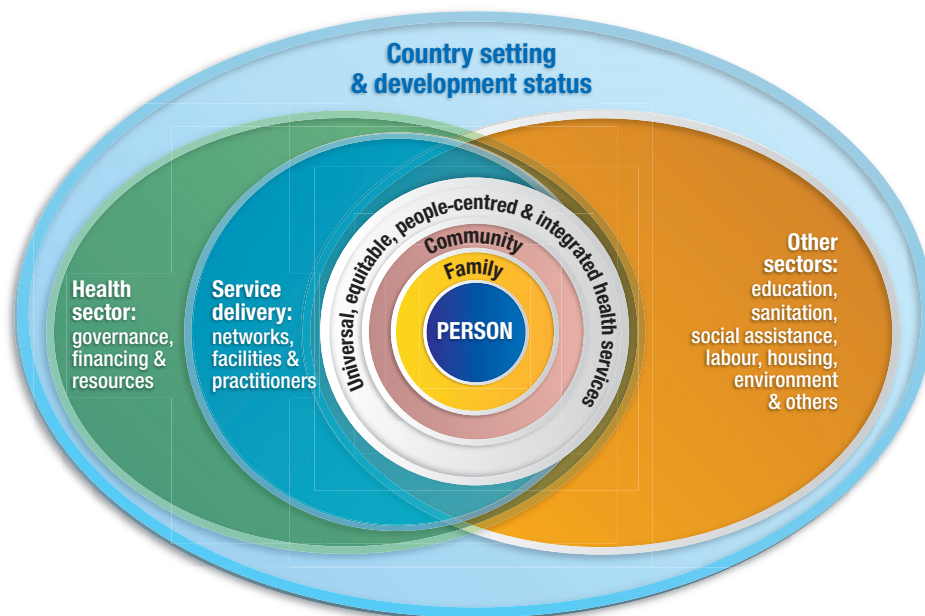 Country setting
& development status
Health
sector:
governance,
financing &
resources
Service
delivery:
networks,
facilities &
practitioners
Universal, equitable, people-centred & integrated health services
Community
Family
PERSON
Other
sectors:
education,
sanitation,
social assistance,
labour, housing,
environment
& others